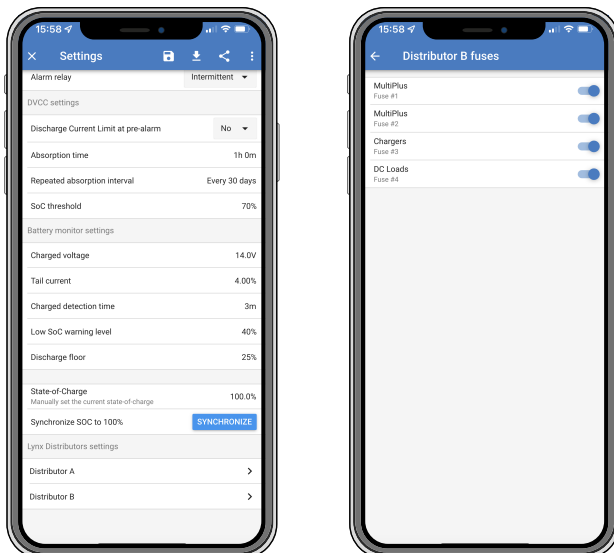 15:58
Settings
Alarm relay Intermittent
DVCC settings
Discharge Current Limit at pre-alarm No
Absorption time 1h 0m
Repeated absorption interval Every 30 days
SoC threshold 70%
Battery monitor settings
Charged voltage 14.0V
Tail current 4.00%
Charged detection time 3m
Low SoC warning level 40%
Discharge floor 25%
State-of-Charge 100.0%
Manually set the current state-of-charge
Synchronize SOC to 100% SYNCHRONIZE
Lynx Distributors settings
Distributor A
Distributor B
15:58
Distributor B fuses
MultiPlus
Fuse #1
MultiPlus
Fuse #2
Chargers
Fuse #3
DC Loads
Fuse #4